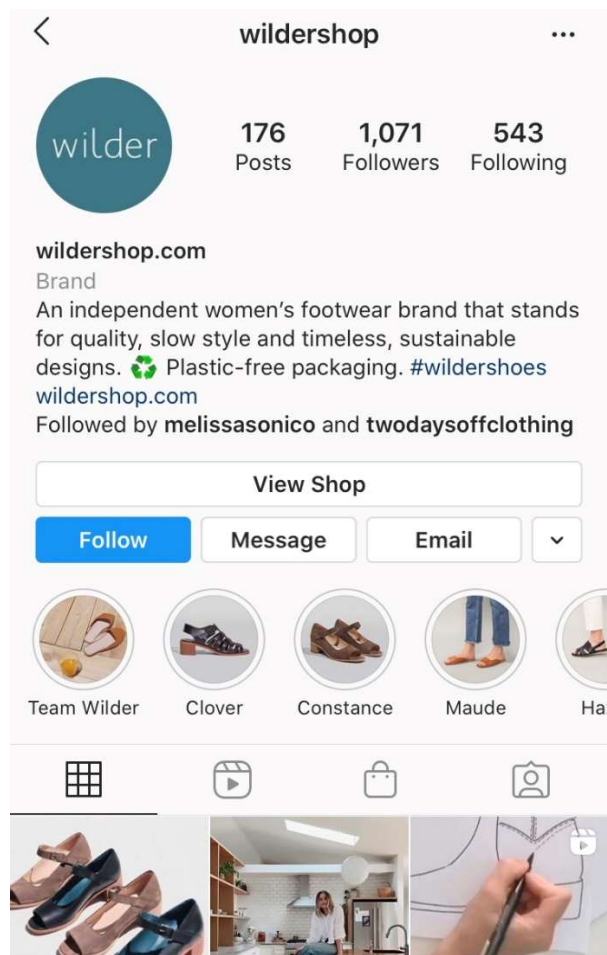 wildershop
wilder
176
1,071
543
Posts
Followers
Following
wildershop.com
Brand
An independent women's footwear brand that stands
for quality, slow style and timeless, sustainable
designs. ♻️ Plastic-free packaging. #wildershoes
wildershop.com
Followed by melissasonico and twodaysoffclothing
View Shop
Follow
Message
Email
Team Wilder
Clover
Constance
Maude
Ha